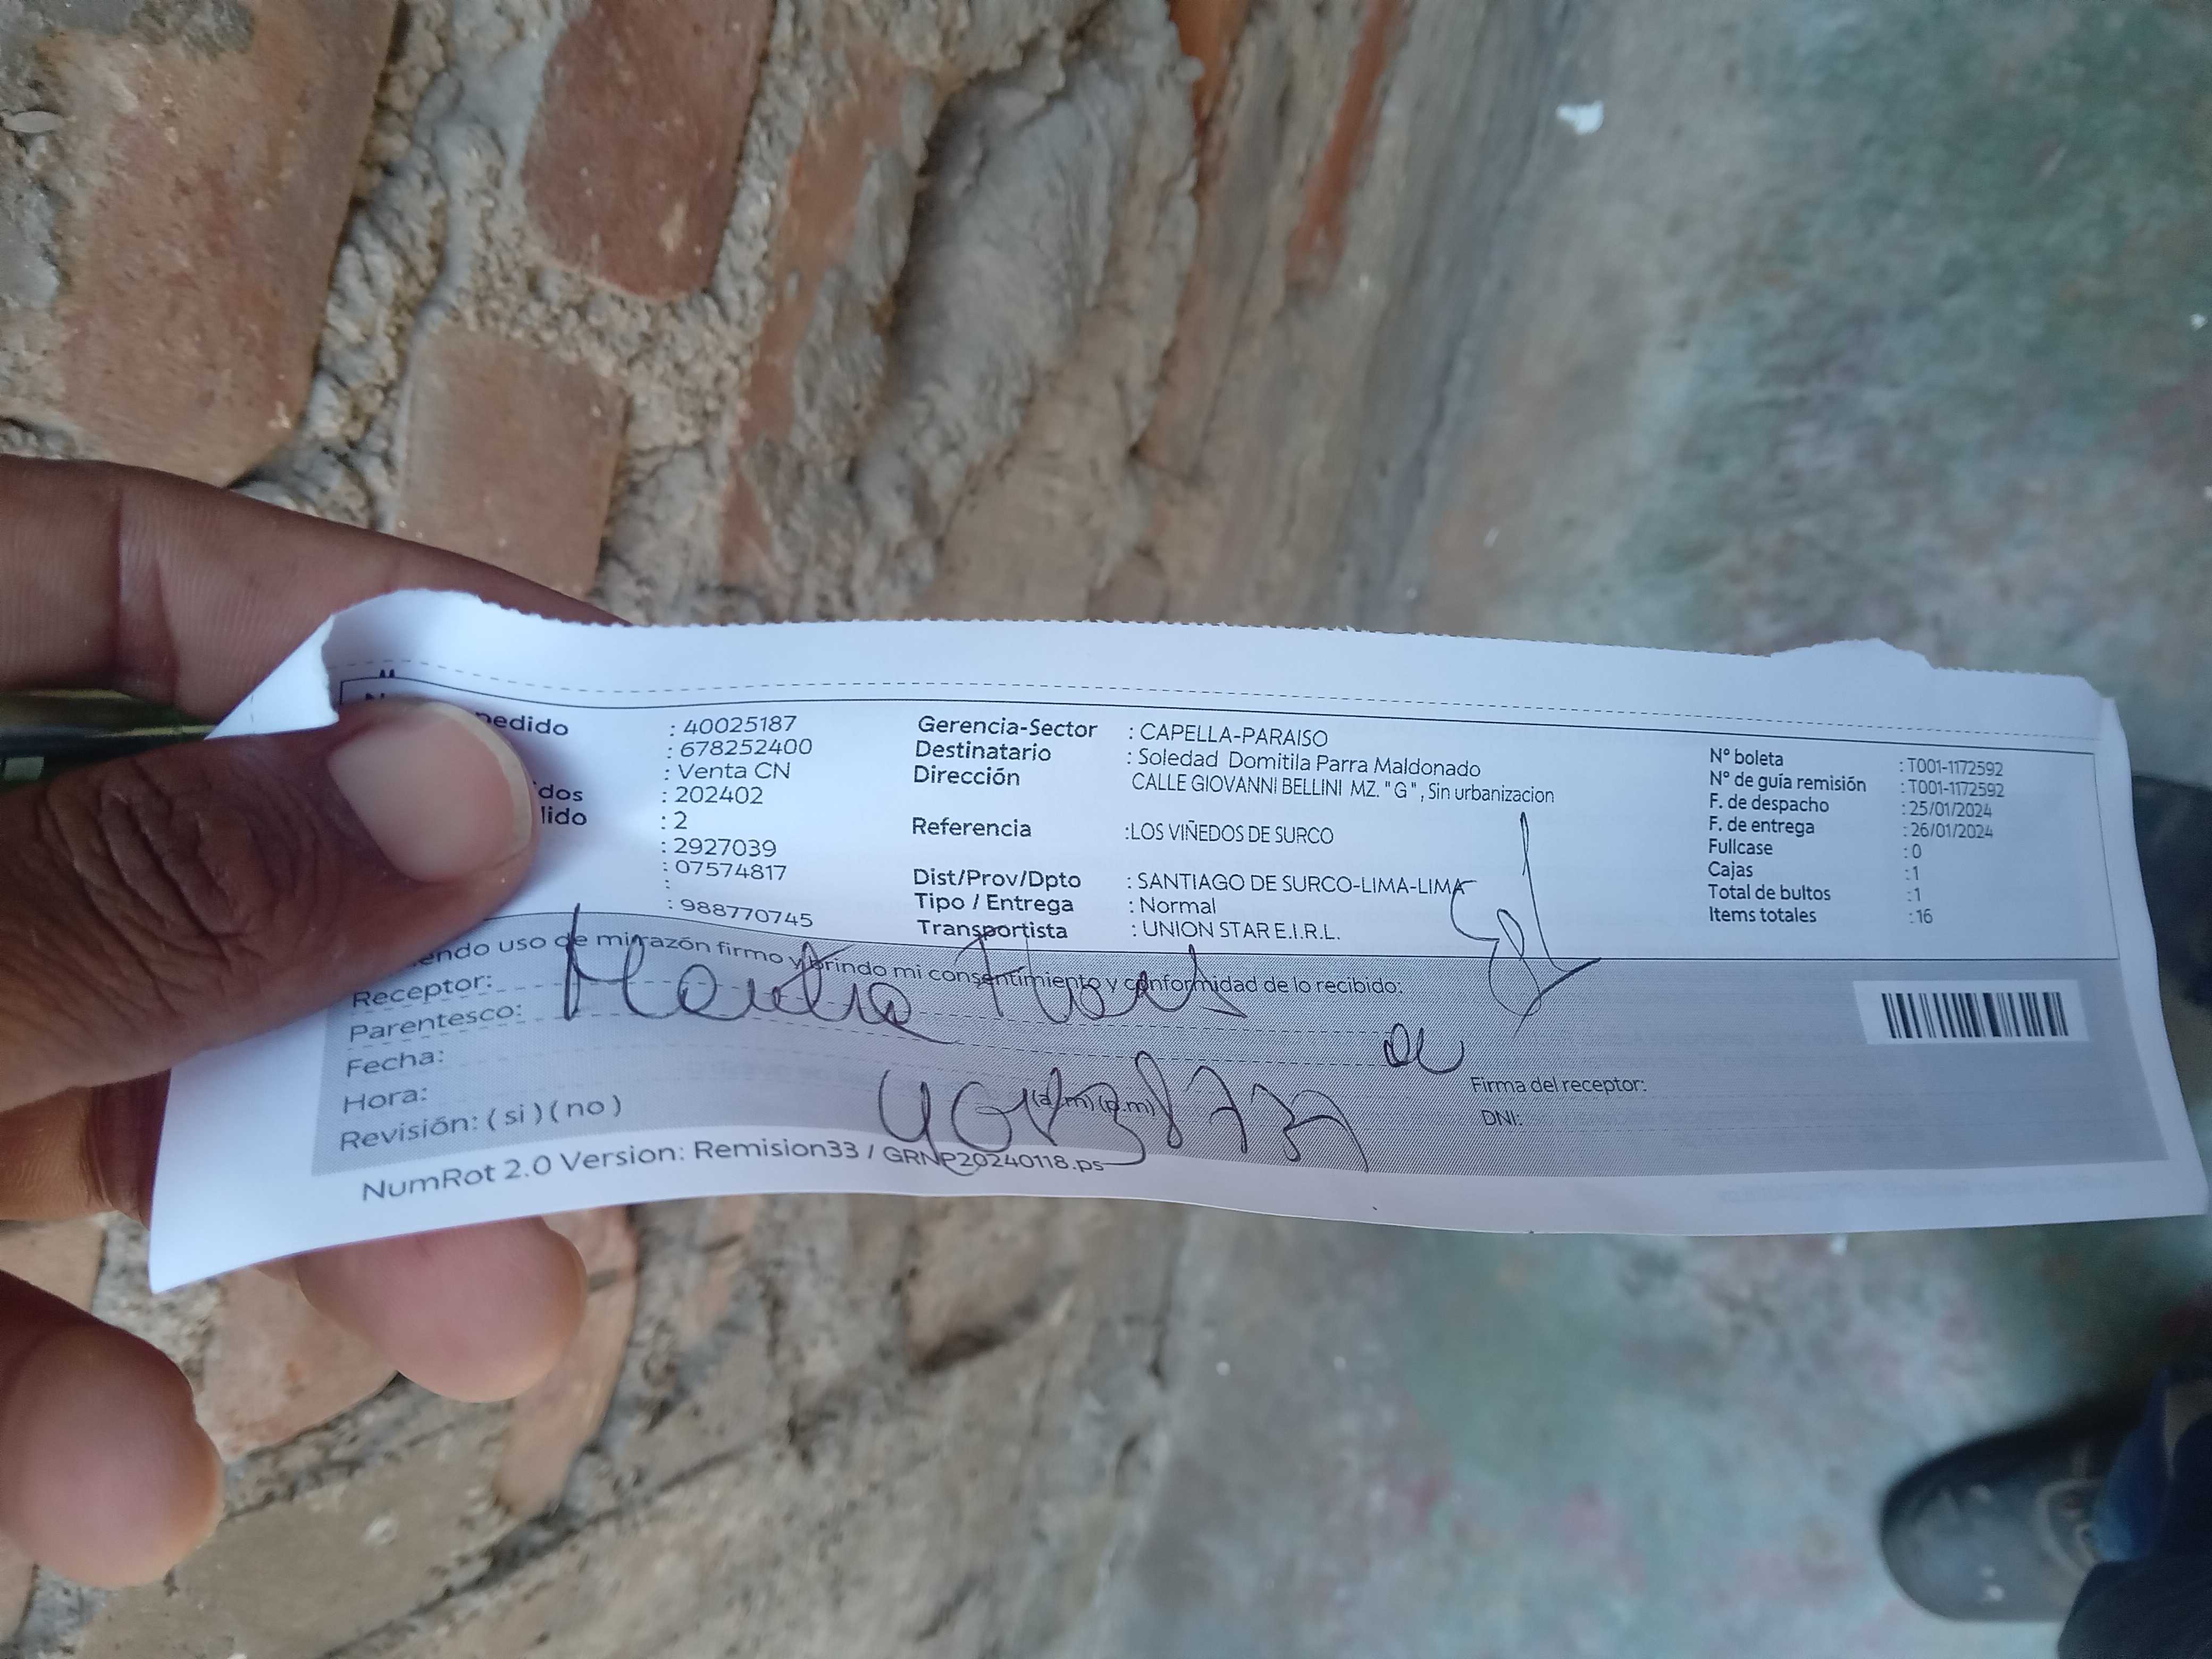 pedido : 40025187
: 678252400
: Venta CN
dos : 202402
lido : 2
: 2927039
: 07574817
:
: 988770745
Gerencia-Sector : CAPELLA-PARAISO
Destinatario : Soledad Domitila Parra Maldonado
Dirección CALLE GIOVANNI BELLINI MZ. "G" , Sin urbanizacion
Referencia :LOS VIÑEDOS DE SURCO
Dist/Prov/Dpto : SANTIAGO DE SURCO-LIMA-LIMA
Tipo / Entrega : Normal
Transportista : UNION STAR E.I.R.L.
N° boleta : T001-1172592
N° de guía remisión : T001-1172592
F. de despacho : 25/01/2024
F. de entrega : 26/01/2024
Fullcase : 0
Cajas : 1
Total de bultos : 1
Items totales : 16
endo uso de mi razón firmo y brindo mi consentimiento y conformidad de lo recibido:
Receptor:
Parentesco:
Fecha:
Hora: (a.m) (p.m)
Revisión: ( si ) ( no )
Firma del receptor:
DNI:
NumRot 2.0 Version: Remision33 / GRNP20240118.ps